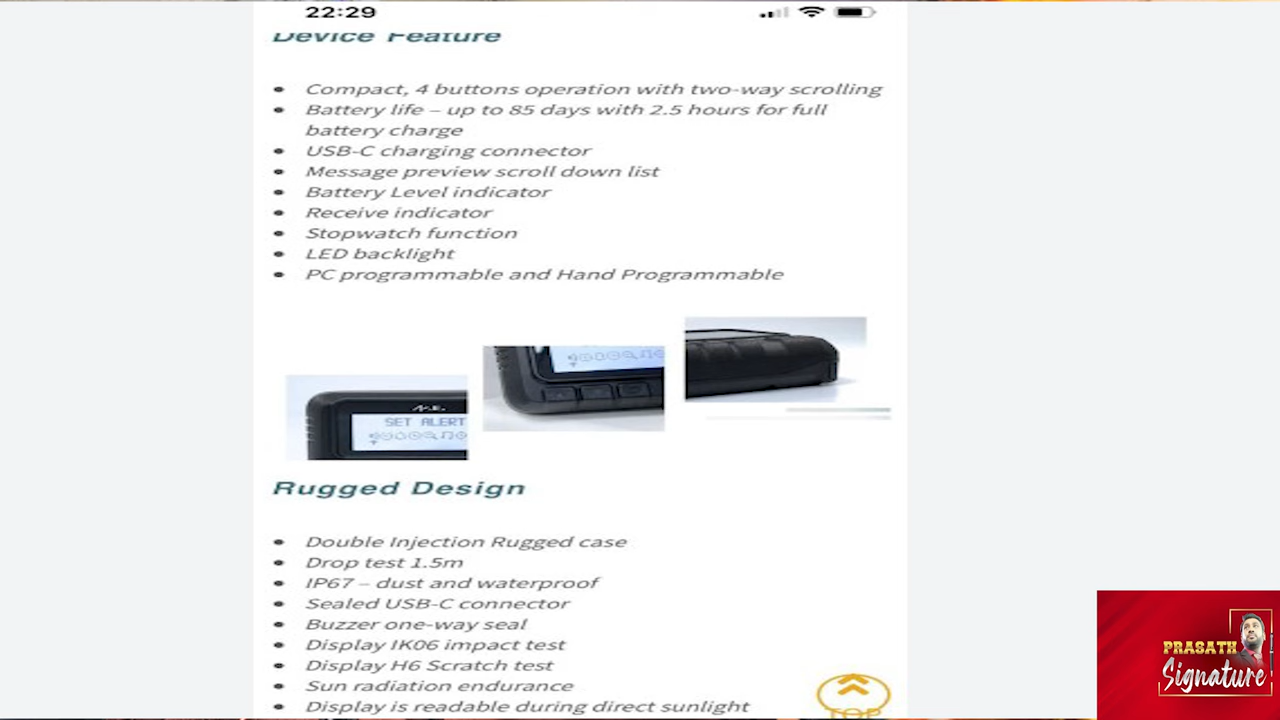 22:29
Device Feature
Compact, 4 buttons operation with two-way scrolling
Battery life – up to 85 days with 2.5 hours for full
battery charge
USB-C charging connector
Message preview scroll down list
Battery Level indicator
Receive indicator
Stopwatch function
LED backlight
PC programmable and Hand Programmable
SET ALERT
Rugged Design
Double Injection Rugged case
Drop test 1.5m
IP67 – dust and waterproof
Sealed USB-C connector
Buzzer one-way seal
Display IK06 impact test
Display H6 Scratch test
Sun radiation endurance
Display is readable during direct sunlight
TOP
PRASATH
Signature